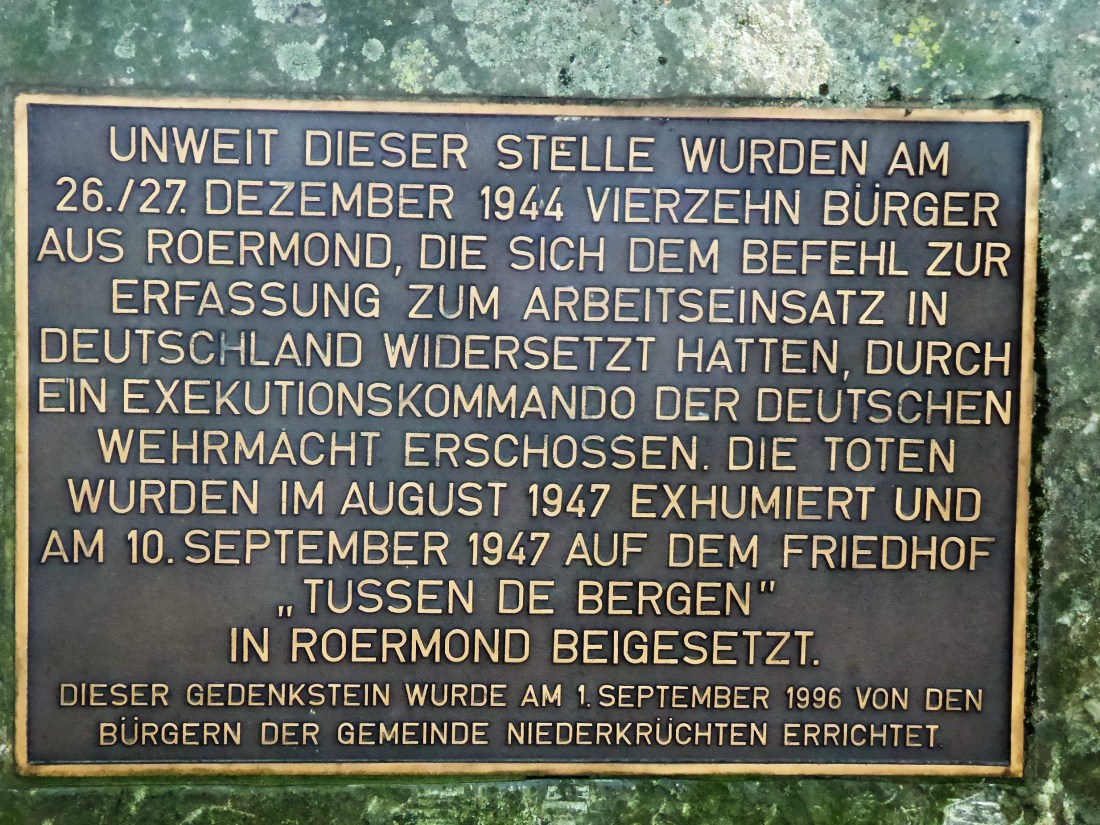 UNWEIT DIESER STELLE WURDEN AM
26./27. DEZEMBER 1944 VIERZEHN BÜRGER
AUS ROERMOND, DIE SICH DEM BEFEHL ZUR
ERFASSUNG ZUM ARBEITSEINSATZ IN
DEUTSCHLAND WIDERSETZT HATTEN, DURCH
EIN EXEKUTIONSKOMMANDO DER DEUTSCHEN
WEHRMACHT ERSCHOSSEN. DIE TOTEN
WURDEN IM AUGUST 1947 EXHUMIERT UND
AM 10. SEPTEMBER 1947 AUF DEM FRIEDHOF
„TUSSEN DE BERGEN"
IN ROERMOND BEIGESETZT.
DIESER GEDENKSTEIN WURDE AM 1. SEPTEMBER 1996 VON DEN
BÜRGERN DER GEMEINDE NIEDERKRÜCHTEN ERRICHTET.